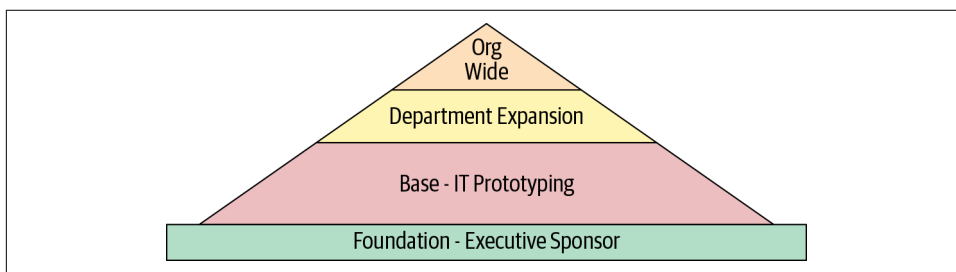 Org
Wide
Department Expansion
Base - IT Prototyping
Foundation - Executive Sponsor